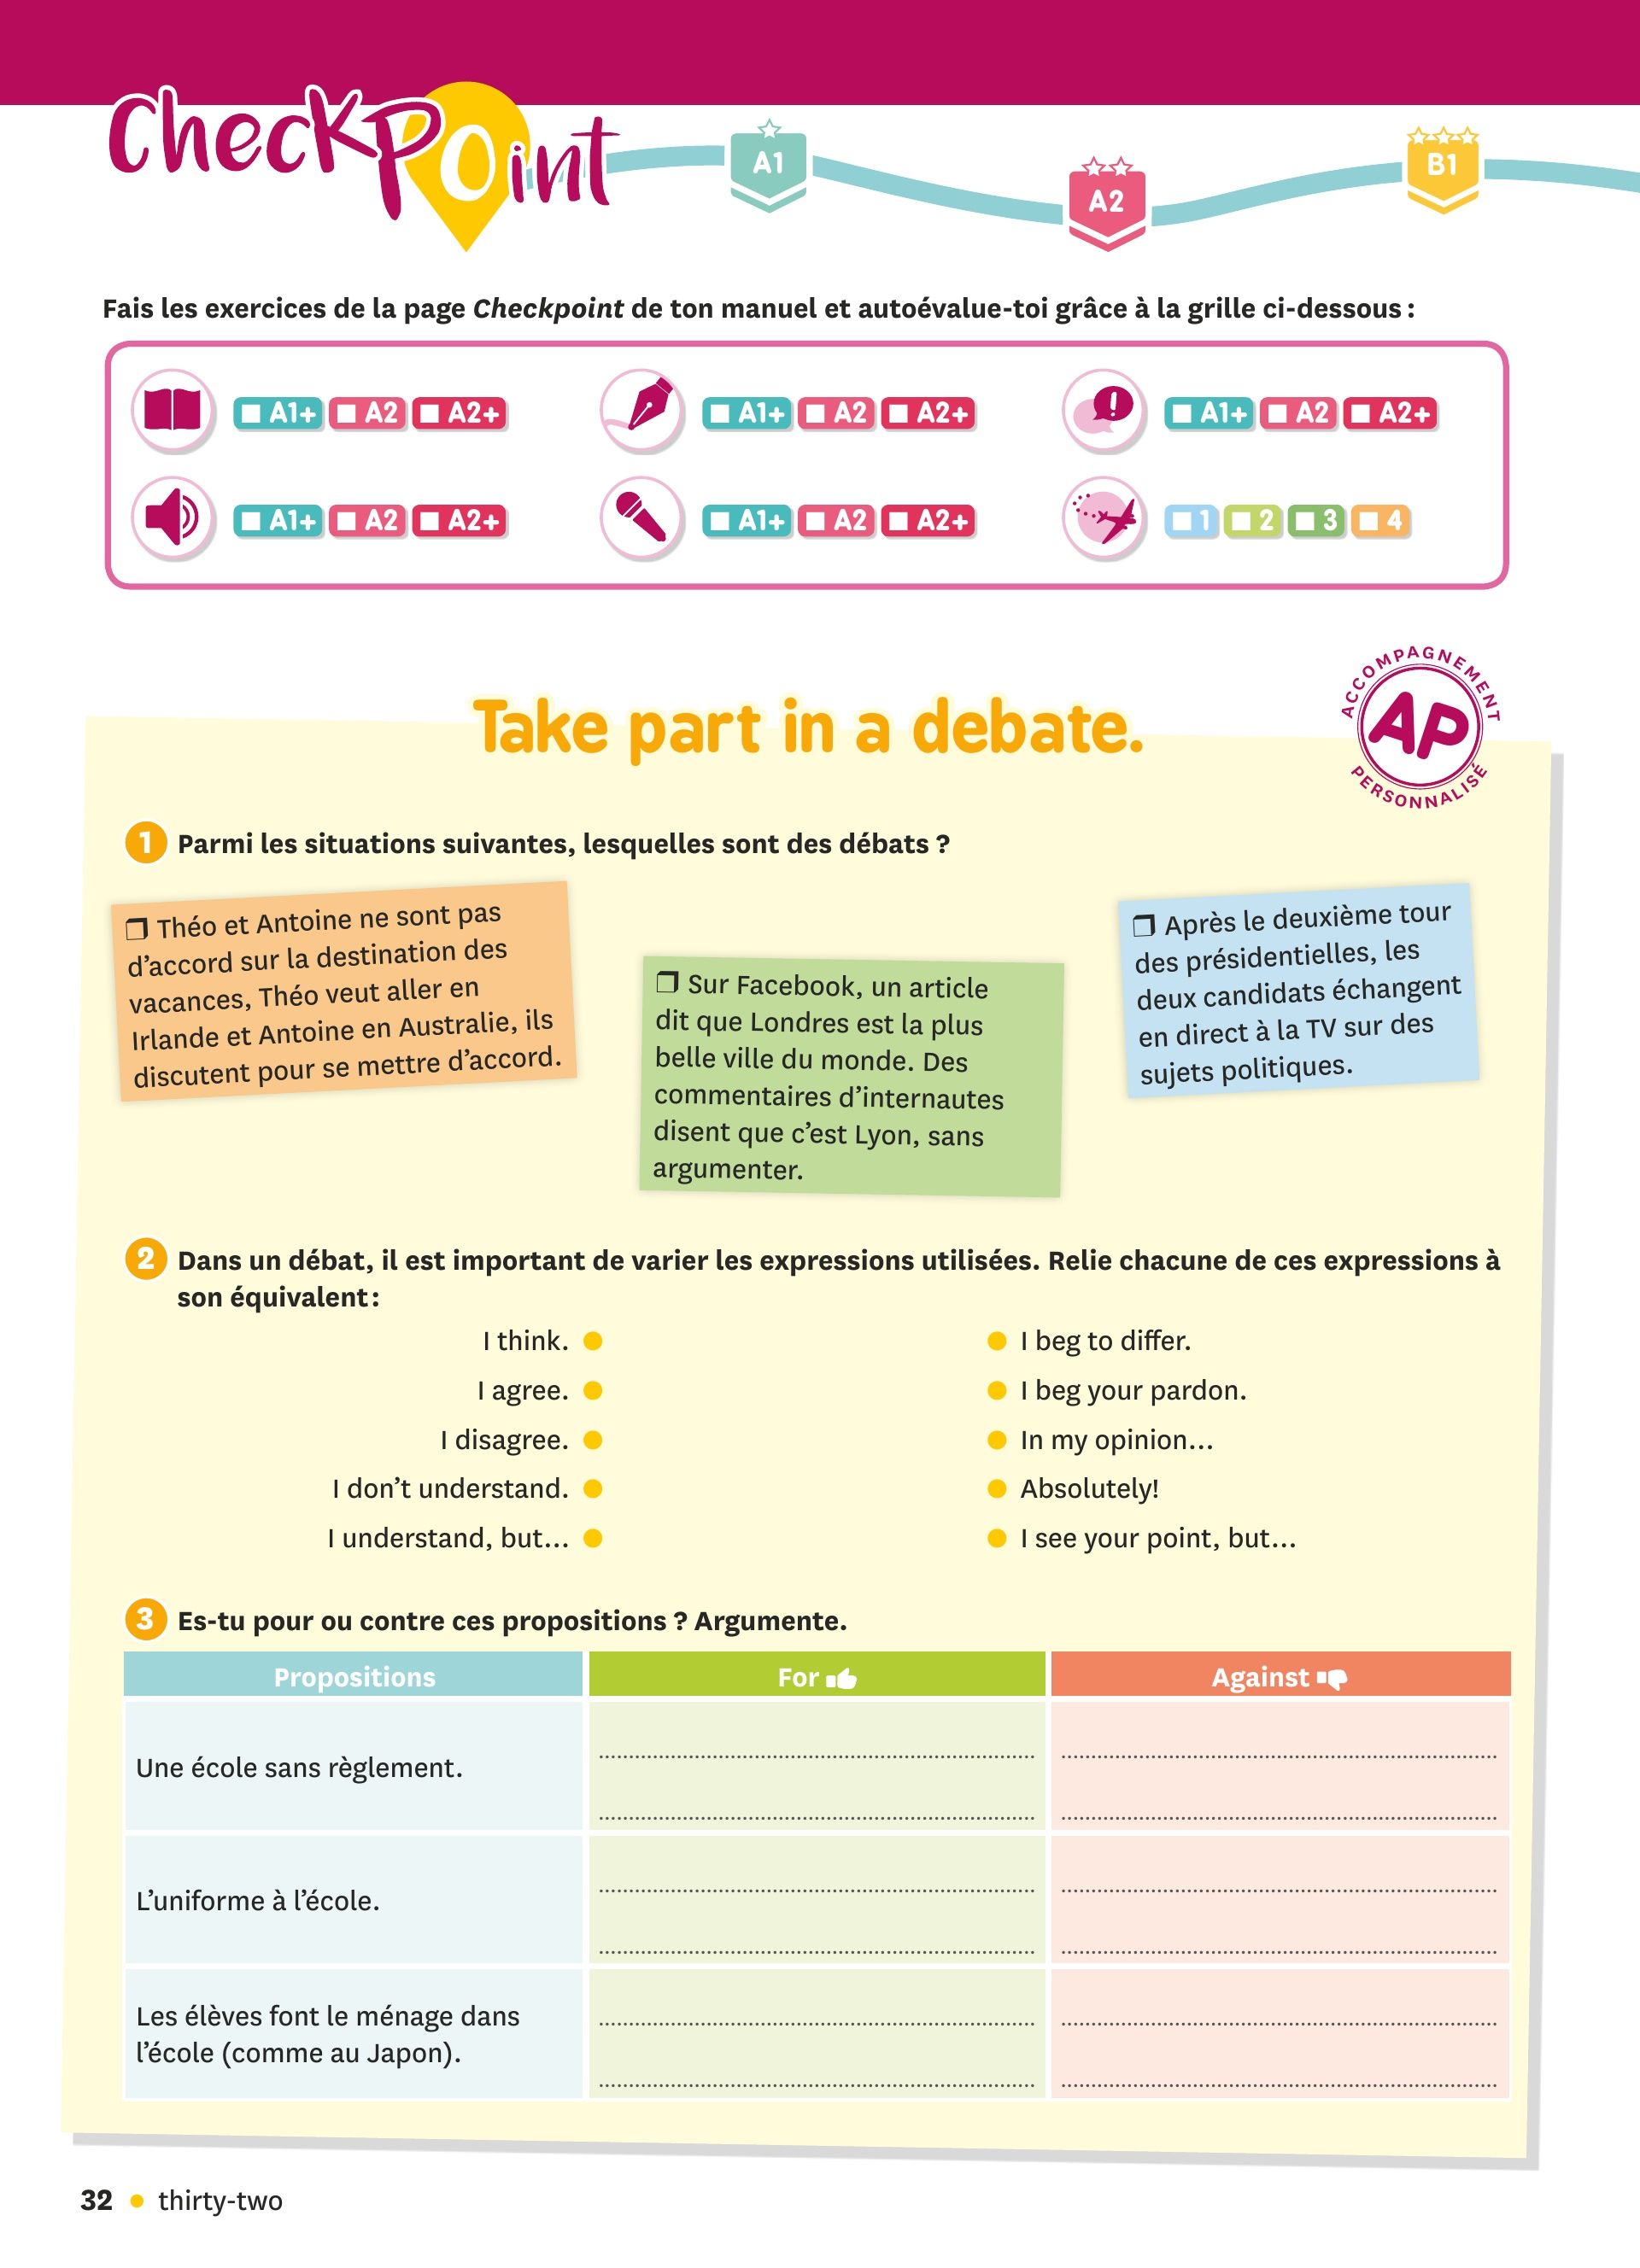 CheckPoint
A1
A2
B1
Fais les exercices de la page Checkpoint de ton manuel et autoévalue-toi grâce à la grille ci-dessous :
A1+ A2 A2+
A1+ A2 A2+
! A1+ A2 A2+
A1+ A2 A2+
A1+ A2 A2+
1 2 3 4
ACCOMPAGNEMENT
AP
PERSONNALISÉ
Take part in a debate.
1 Parmi les situations suivantes, lesquelles sont des débats ?
❒ Théo et Antoine ne sont pas
d’accord sur la destination des
vacances, Théo veut aller en
Irlande et Antoine en Australie, ils
discutent pour se mettre d’accord.
❒ Sur Facebook, un article
dit que Londres est la plus
belle ville du monde. Des
commentaires d’internautes
disent que c’est Lyon, sans
argumenter.
❒ Après le deuxième tour
des présidentielles, les
deux candidats échangent
en direct à la TV sur des
sujets politiques.
2 Dans un débat, il est important de varier les expressions utilisées. Relie chacune de ces expressions à
son équivalent :
I think. ● ● I beg to differ.
I agree. ● ● I beg your pardon.
I disagree. ● ● In my opinion…
I don’t understand. ● ● Absolutely!
I understand, but… ● ● I see your point, but…
3 Es-tu pour ou contre ces propositions ? Argumente.
Propositions For Against
Une école sans règlement.
L’uniforme à l’école.
Les élèves font le ménage dans
l’école (comme au Japon).
32 ● thirty-two